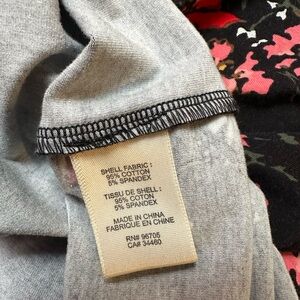 SHELL FABRIC :
95% COTTON
5% SPANDEX
TISSU DE SHELL :
95% COTON
5% SPANDEX
MADE IN CHINA
FABRIQUE EN CHINE
RN# 96705
CA# 34460